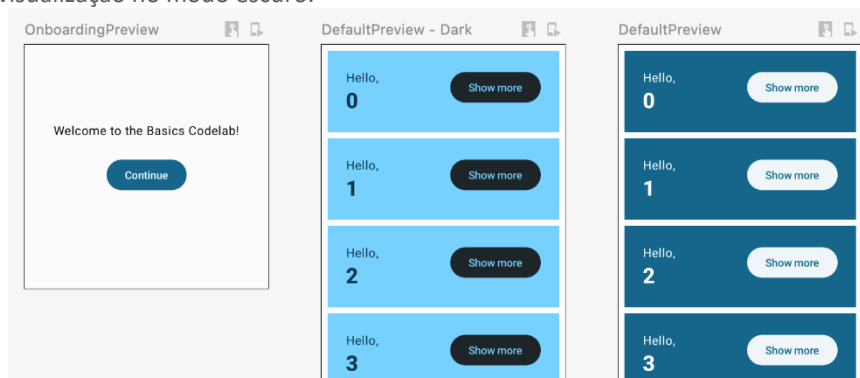 visualização no modo escuro.
OnboardingPreview
Welcome to the Basics Codelab!
Continue
DefaultPreview - Dark
Hello,
0
Show more
Hello,
1
Show more
Hello,
2
Show more
Hello,
3
Show more
DefaultPreview
Hello,
0
Show more
Hello,
1
Show more
Hello,
2
Show more
Hello,
3
Show more